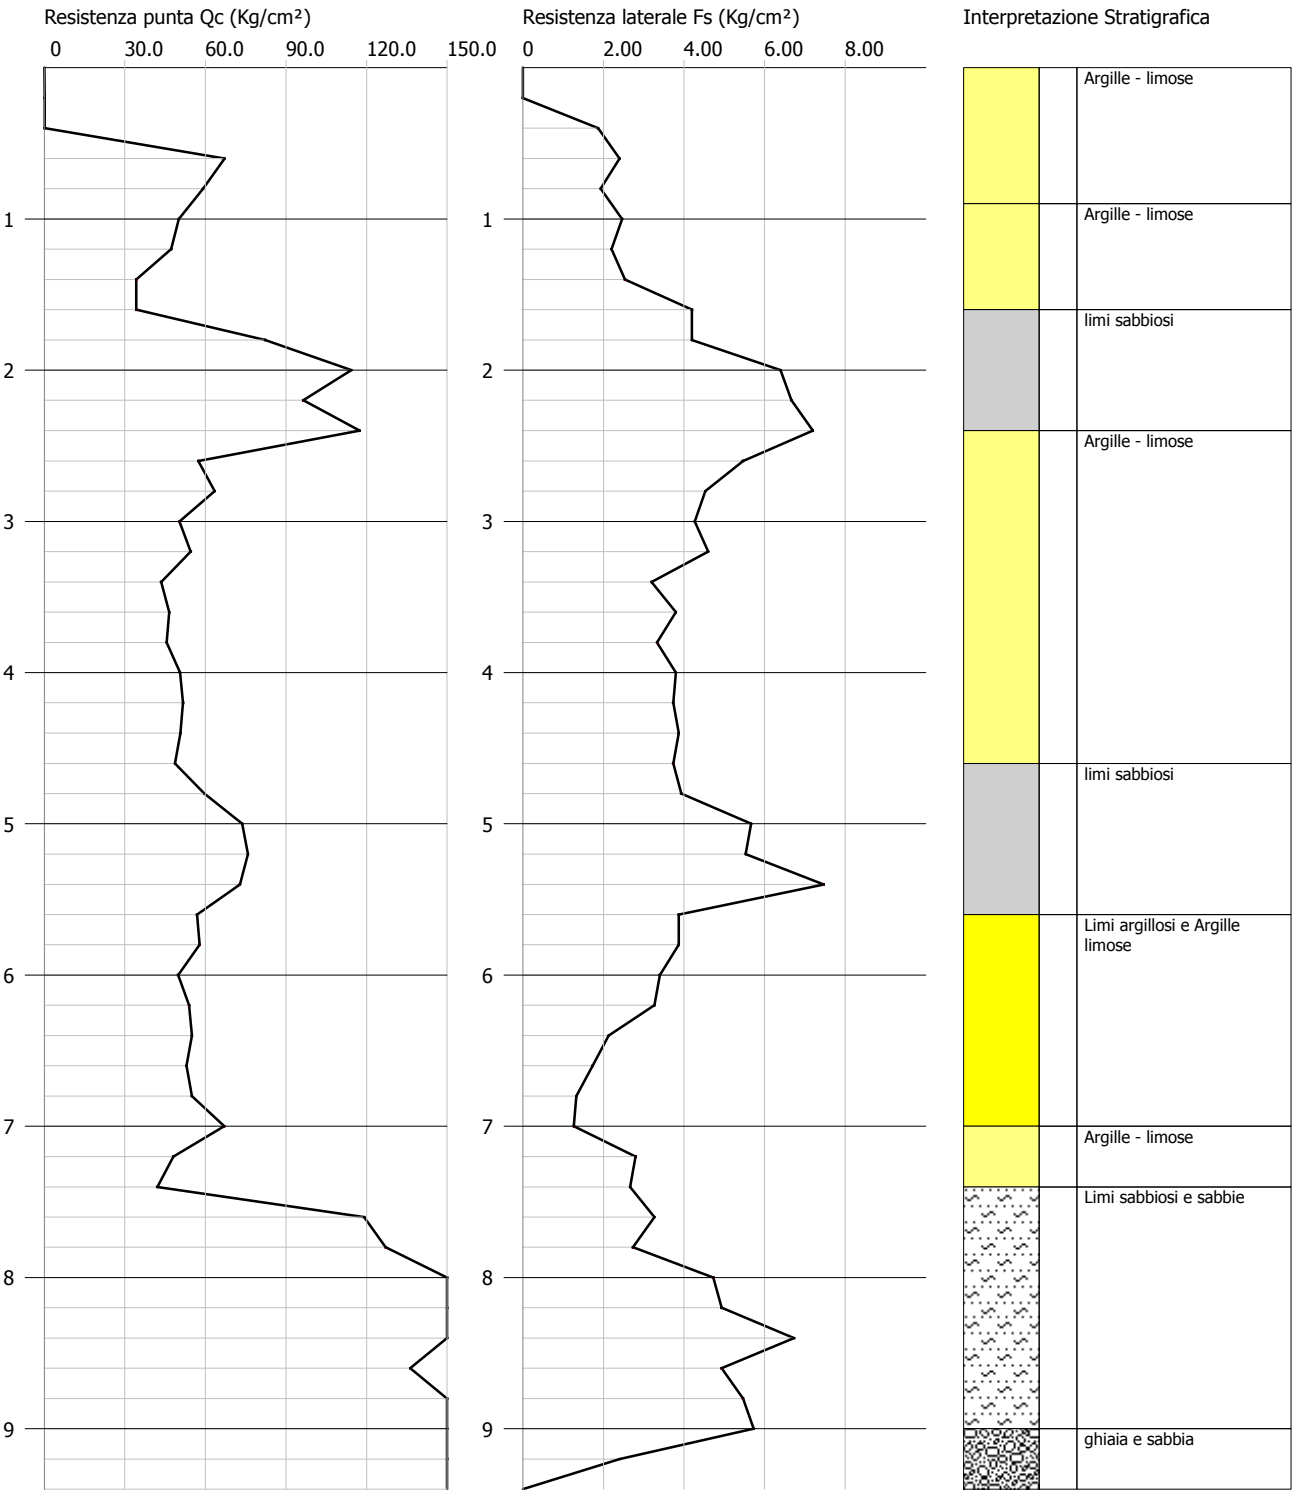 Resistenza punta Qc (Kg/cm²)
0 30.0 60.0 90.0 120.0 150.0
1
2
3
4
5
6
7
8
9
Resistenza laterale Fs (Kg/cm²)
0 2.00 4.00 6.00 8.00
1
2
3
4
5
6
7
8
9
Interpretazione Stratigrafica
Argille - limose
Argille - limose
limi sabbiosi
Argille - limose
limi sabbiosi
Limi argillosi e Argille
limose
Argille - limose
Limi sabbiosi e sabbie
ghiaia e sabbia